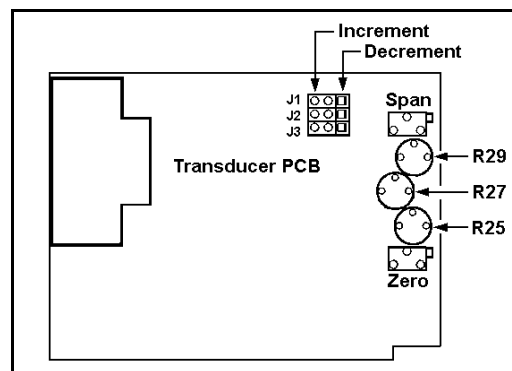 Increment
Decrement
J1
J2
J3
Span
R29
Transducer PCB
R27
R25
Zero